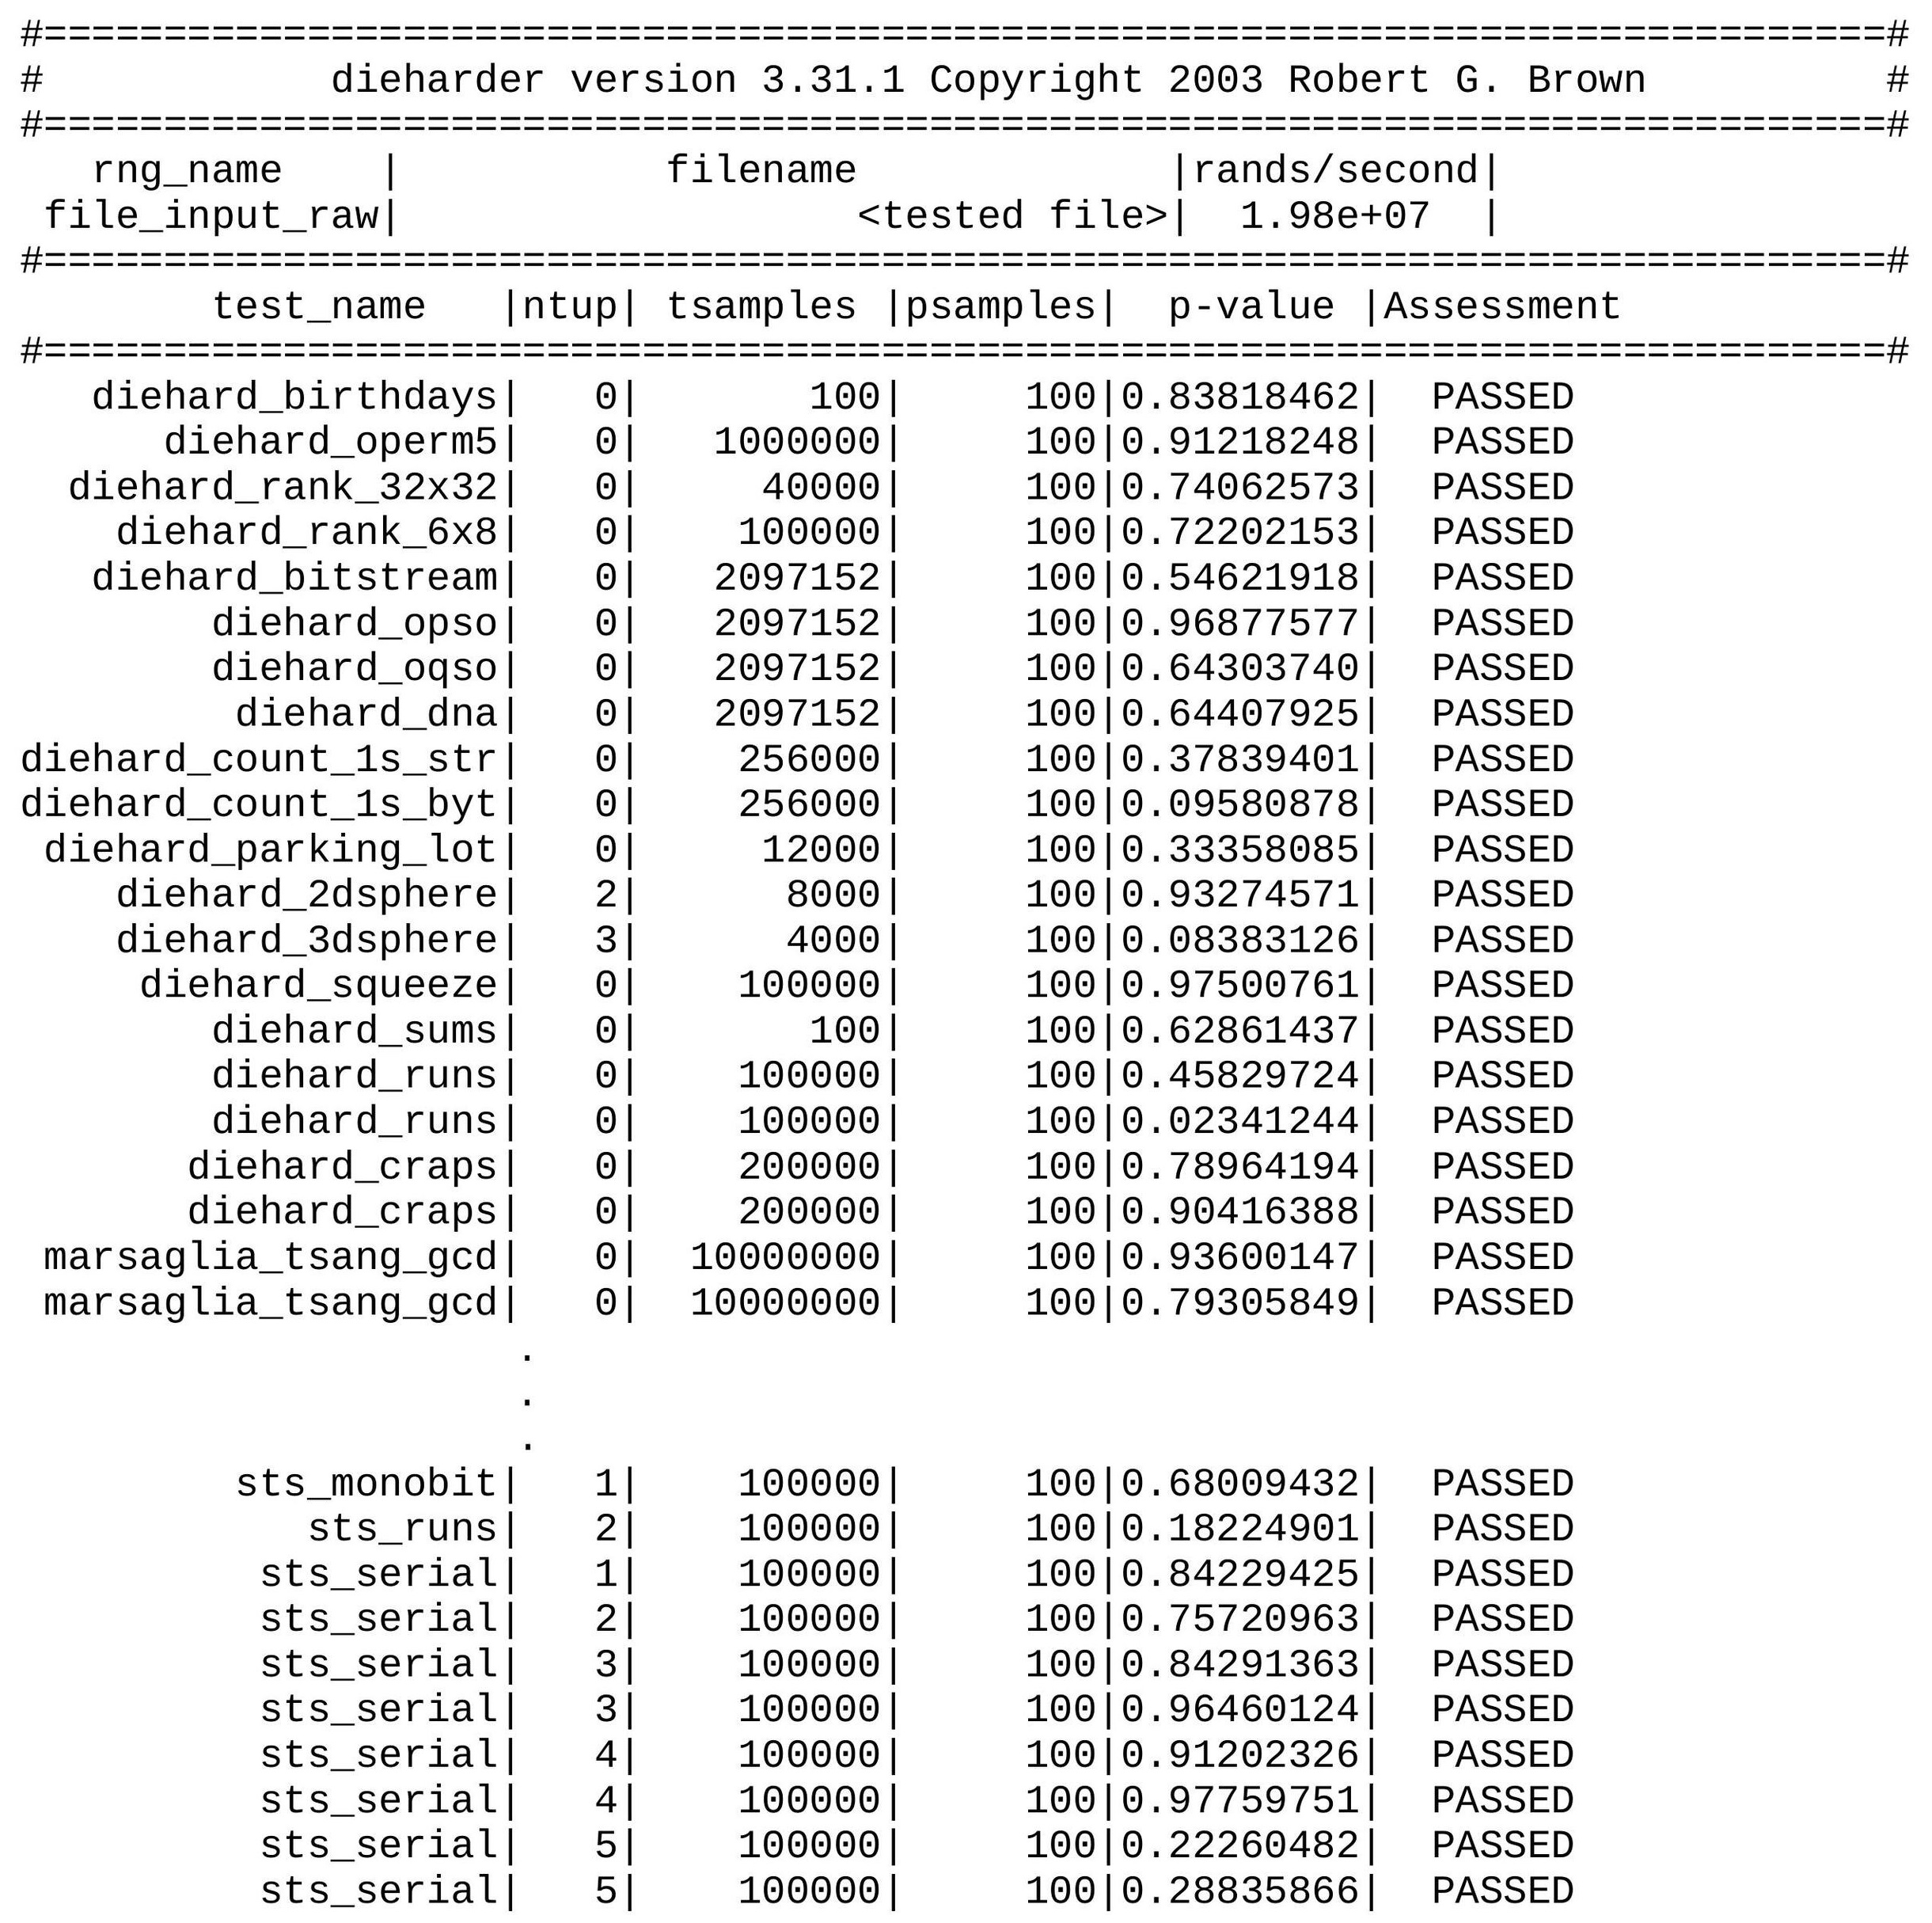 #=============================================================================#
#            dieharder version 3.31.1 Copyright 2003 Robert G. Brown          #
#=============================================================================#
   rng_name    |           filename             |rands/second|
 file_input_raw|                   <tested file>|  1.98e+07  |
#=============================================================================#
        test_name   |ntup| tsamples |psamples|  p-value |Assessment
#=============================================================================#
   diehard_birthdays|   0|       100|     100|0.83818462|  PASSED
      diehard_operm5|   0|   1000000|     100|0.91218248|  PASSED
  diehard_rank_32x32|   0|     40000|     100|0.74062573|  PASSED
    diehard_rank_6x8|   0|    100000|     100|0.72202153|  PASSED
   diehard_bitstream|   0|   2097152|     100|0.54621918|  PASSED
        diehard_opso|   0|   2097152|     100|0.96877577|  PASSED
        diehard_oqso|   0|   2097152|     100|0.64303740|  PASSED
         diehard_dna|   0|   2097152|     100|0.64407925|  PASSED
diehard_count_1s_str|   0|    256000|     100|0.37839401|  PASSED
diehard_count_1s_byt|   0|    256000|     100|0.09580878|  PASSED
 diehard_parking_lot|   0|     12000|     100|0.33358085|  PASSED
    diehard_2dsphere|   2|      8000|     100|0.93274571|  PASSED
    diehard_3dsphere|   3|      4000|     100|0.08383126|  PASSED
     diehard_squeeze|   0|    100000|     100|0.97500761|  PASSED
        diehard_sums|   0|       100|     100|0.62861437|  PASSED
        diehard_runs|   0|    100000|     100|0.45829724|  PASSED
        diehard_runs|   0|    100000|     100|0.02341244|  PASSED
       diehard_craps|   0|    200000|     100|0.78964194|  PASSED
       diehard_craps|   0|    200000|     100|0.90416388|  PASSED
 marsaglia_tsang_gcd|   0|  10000000|     100|0.93600147|  PASSED
 marsaglia_tsang_gcd|   0|  10000000|     100|0.79305849|  PASSED
                     .
                     .
                     .
         sts_monobit|   1|    100000|     100|0.68009432|  PASSED
            sts_runs|   2|    100000|     100|0.18224901|  PASSED
          sts_serial|   1|    100000|     100|0.84229425|  PASSED
          sts_serial|   2|    100000|     100|0.75720963|  PASSED
          sts_serial|   3|    100000|     100|0.84291363|  PASSED
          sts_serial|   3|    100000|     100|0.96460124|  PASSED
          sts_serial|   4|    100000|     100|0.91202326|  PASSED
          sts_serial|   4|    100000|     100|0.97759751|  PASSED
          sts_serial|   5|    100000|     100|0.22260482|  PASSED
          sts_serial|   5|    100000|     100|0.28835866|  PASSED